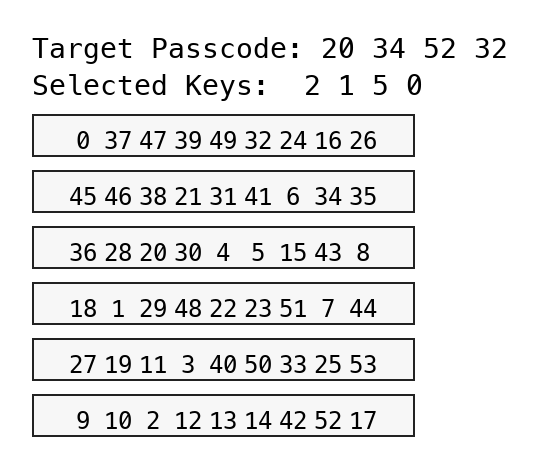 Target Passcode: 20 34 52 32
Selected Keys: 2 1 5 0
0 37 47 39 49 32 24 16 26
45 46 38 21 31 41 6 34 35
36 28 20 30 4 5 15 43 8
18 1 29 48 22 23 51 7 44
27 19 11 3 40 50 33 25 53
9 10 2 12 13 14 42 52 17